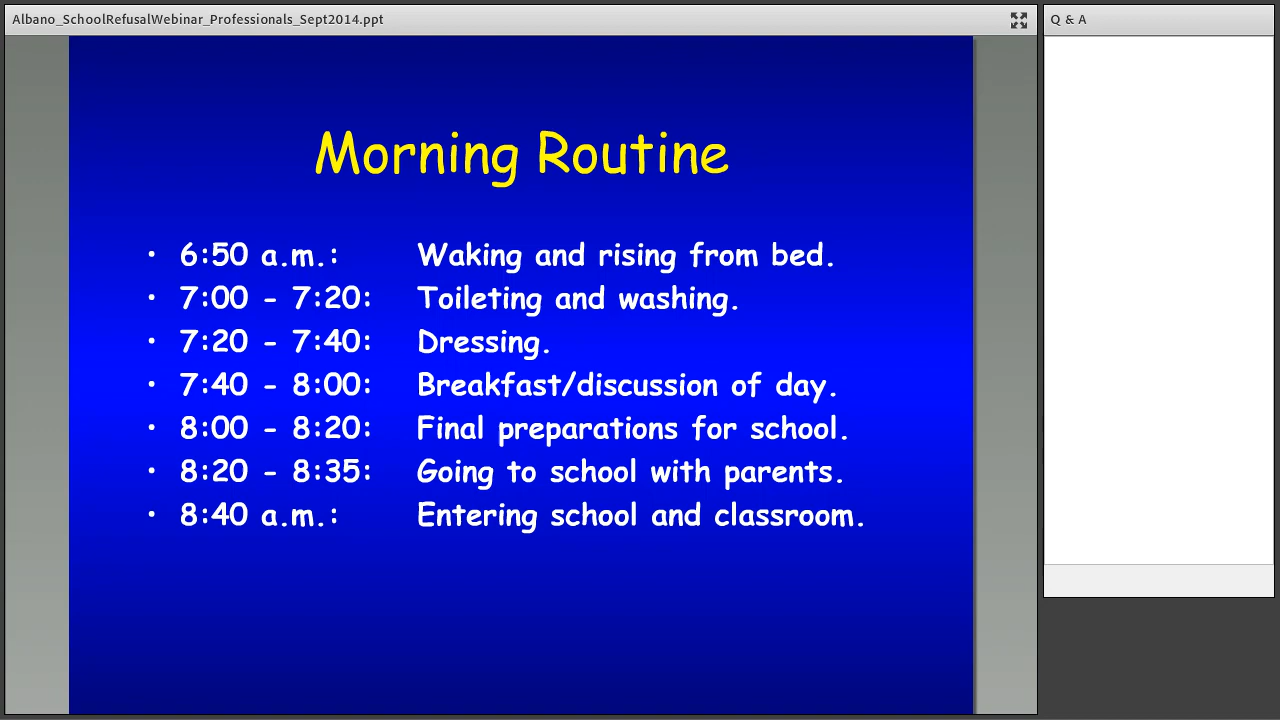 Albano_SchoolRefusalWebinar_Professionals_Sept2014.ppt
Q & A
Morning Routine
• 6:50 a.m.: Waking and rising from bed.
• 7:00 - 7:20: Toileting and washing.
• 7:20 - 7:40: Dressing.
• 7:40 - 8:00: Breakfast/discussion of day.
• 8:00 - 8:20: Final preparations for school.
• 8:20 - 8:35: Going to school with parents.
• 8:40 a.m.: Entering school and classroom.